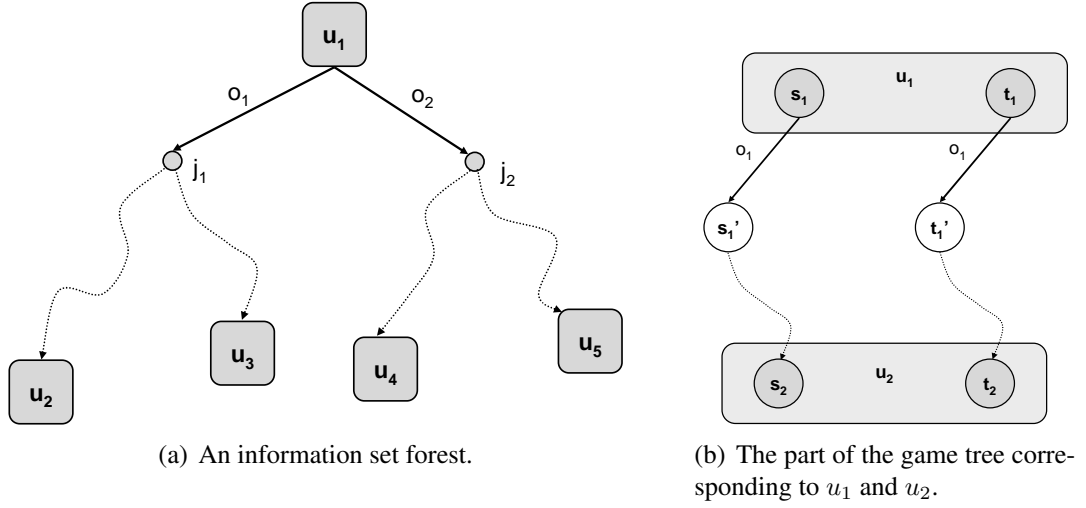 u₁
o₁
o₂
j₁
j₂
u₂
u₃
u₄
u₅
(a) An information set forest.
u₁
s₁
t₁
o₁
o₁
s₁’
t₁’
u₂
s₂
t₂
(b) The part of the game tree corre-
sponding to u₁ and u₂.